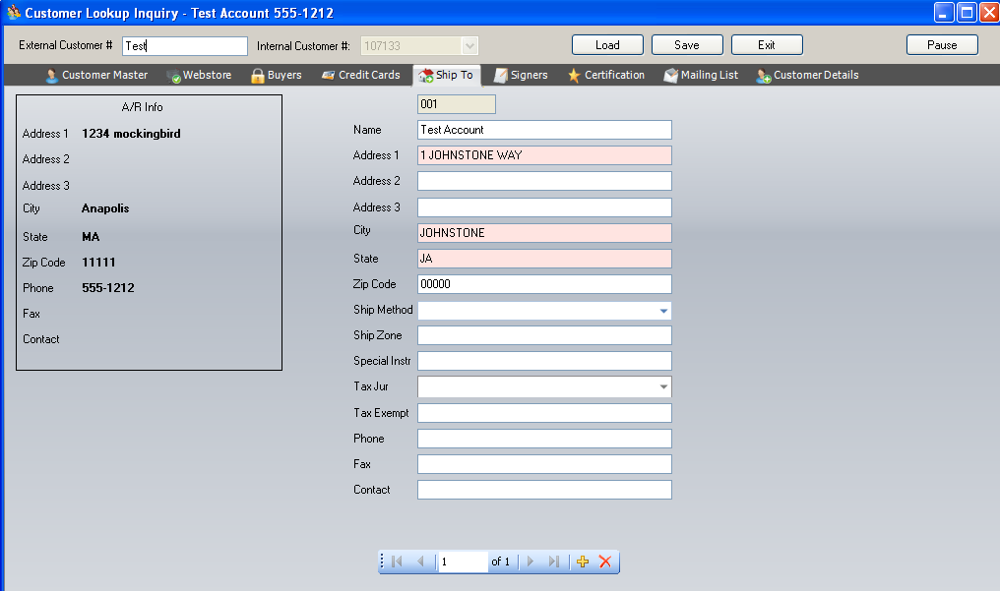 Customer Lookup Inquiry - Test Account 555-1212
External Customer # Test Internal Customer #: 107133 Load Save Exit Pause
Customer Master Webstore Buyers Credit Cards Ship To Signers Certification Mailing List Customer Details
A/R Info
Address 1 1234 mockingbird
Address 2
Address 3
City Anapolis
State MA
Zip Code 11111
Phone 555-1212
Fax
Contact
001
Name Test Account
Address 1 1 JOHNSTONE WAY
Address 2
Address 3
City JOHNSTONE
State JA
Zip Code 00000
Ship Method
Ship Zone
Special Instr
Tax Jur
Tax Exempt
Phone
Fax
Contact
1 of 1